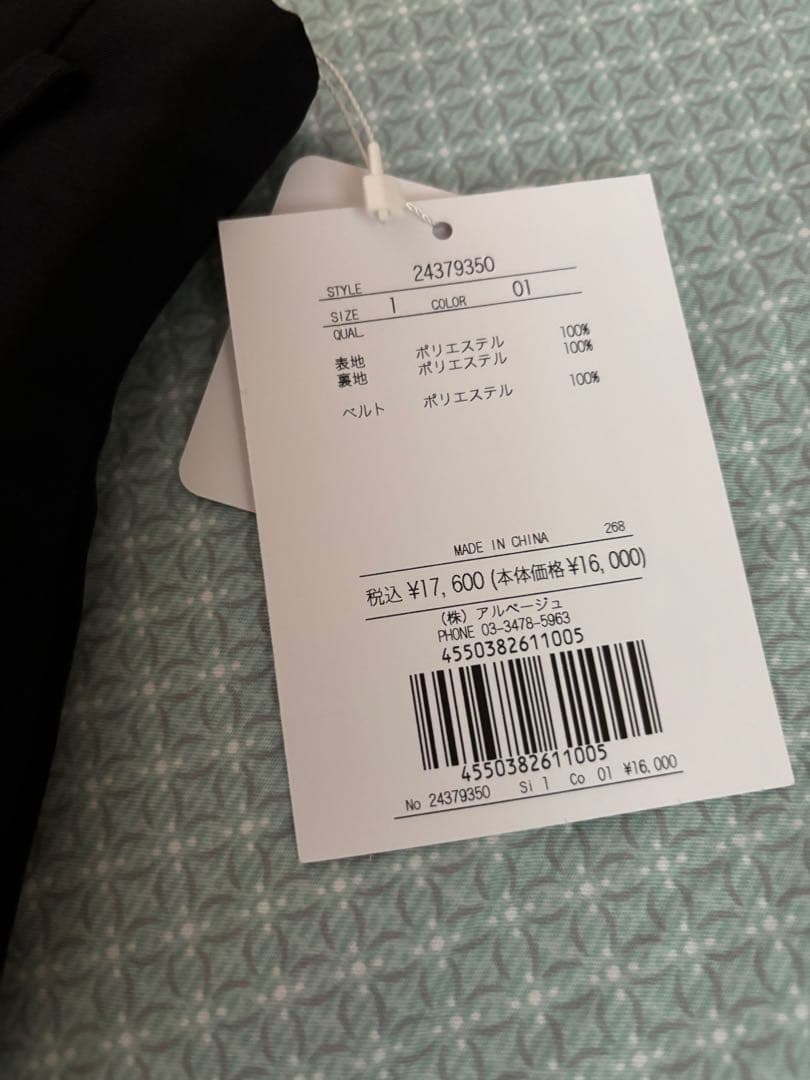 STYLE 24379350
SIZE 1 COLOR 01
QUAL
表地 ポリエステル 100%
裏地 ポリエステル 100%
ベルト ポリエステル 100%
MADE IN CHINA 268
税込 ¥17,600 (本体価格¥16,000)
(株) アルページュ
PHONE 03-3478-5963
4550382611005
4550382611005
No 24379350 Si 1 Co 01 ¥16,000